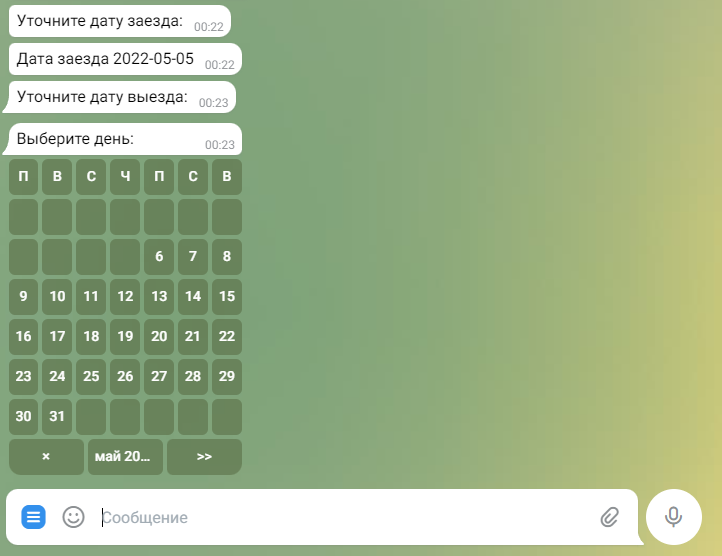 Уточните дату заезда: 00:22
Дата заезда 2022-05-05 00:22
Уточните дату выезда: 00:23
Выберите день: 00:23
П В С Ч П С В
6 7 8
9 10 11 12 13 14 15
16 17 18 19 20 21 22
23 24 25 26 27 28 29
30 31
× май 20... >>
Сообщение